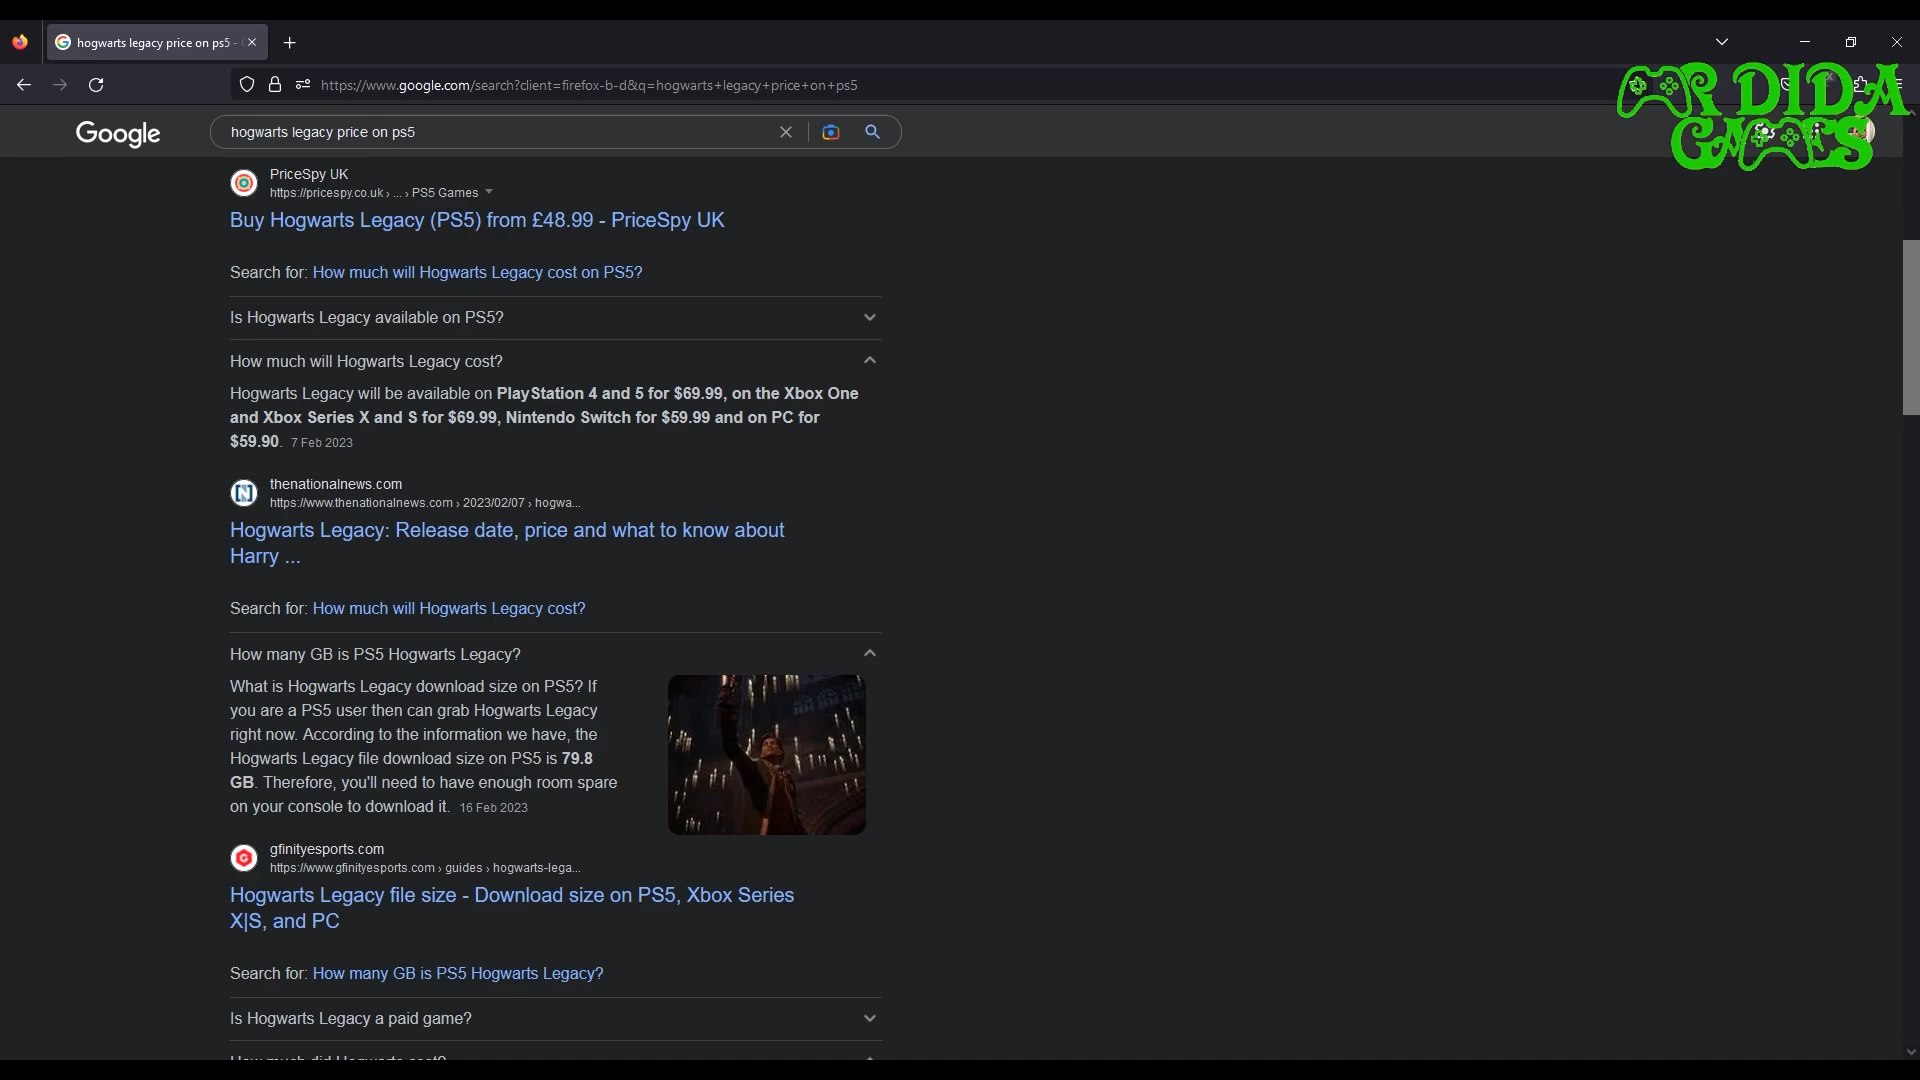 hogwarts legacy price on ps5 -
https://www.google.com/search?client=firefox-b-d&q=hogwarts+legacy+price+on+ps5
AR DIDA
GAMES
Google
hogwarts legacy price on ps5
PriceSpy UK
https://pricespy.co.uk › ... › PS5 Games
Buy Hogwarts Legacy (PS5) from £48.99 - PriceSpy UK
Search for: How much will Hogwarts Legacy cost on PS5?
Is Hogwarts Legacy available on PS5?
How much will Hogwarts Legacy cost?
Hogwarts Legacy will be available on PlayStation 4 and 5 for $69.99, on the Xbox One
and Xbox Series X and S for $69.99, Nintendo Switch for $59.99 and on PC for
$59.90. 7 Feb 2023
thenationalnews.com
https://www.thenationalnews.com › 2023/02/07 › hogwa...
Hogwarts Legacy: Release date, price and what to know about
Harry ...
Search for: How much will Hogwarts Legacy cost?
How many GB is PS5 Hogwarts Legacy?
What is Hogwarts Legacy download size on PS5? If
you are a PS5 user then can grab Hogwarts Legacy
right now. According to the information we have, the
Hogwarts Legacy file download size on PS5 is 79.8
GB. Therefore, you'll need to have enough room spare
on your console to download it. 16 Feb 2023
gfinityesports.com
https://www.gfinityesports.com › guides › hogwarts-lega...
Hogwarts Legacy file size - Download size on PS5, Xbox Series
X|S, and PC
Search for: How many GB is PS5 Hogwarts Legacy?
Is Hogwarts Legacy a paid game?
How much did Hogwarts cost?